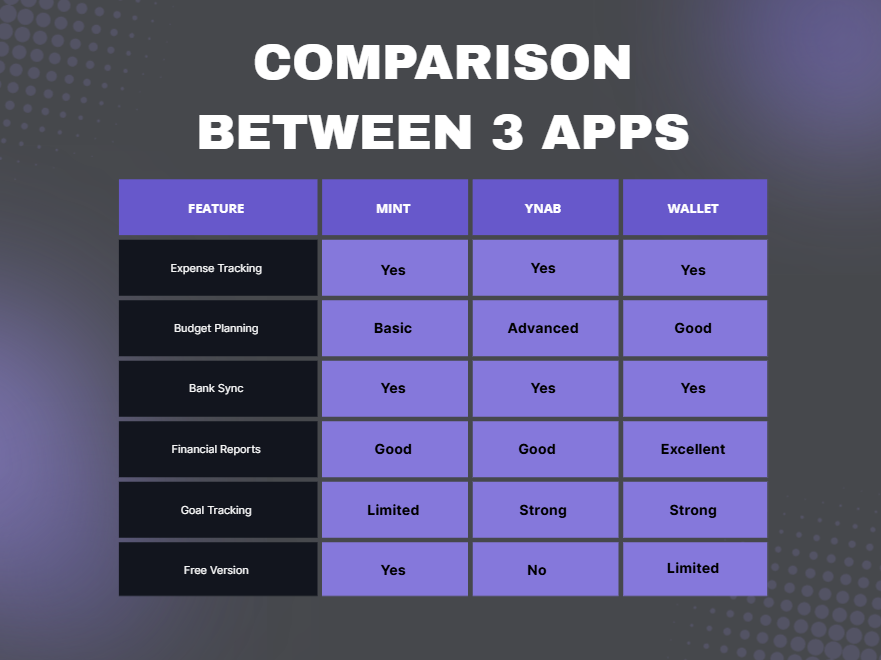 COMPARISON
BETWEEN 3 APPS
FEATURE MINT YNAB WALLET
Expense Tracking Yes Yes Yes
Budget Planning Basic Advanced Good
Bank Sync Yes Yes Yes
Financial Reports Good Good Excellent
Goal Tracking Limited Strong Strong
Free Version Yes No Limited